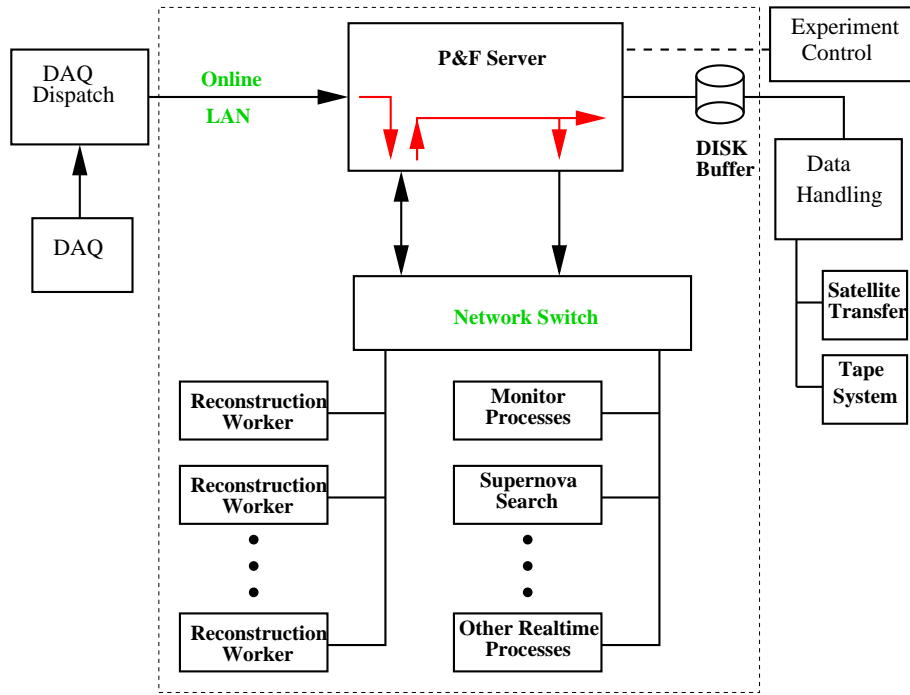 DAQ
Dispatch
DAQ
Online
LAN
P&F Server
Experiment
Control
DISK
Buffer
Data
Handling
Satellite
Transfer
Tape
System
Network Switch
Reconstruction
Worker
Reconstruction
Worker
Reconstruction
Worker
Monitor
Processes
Supernova
Search
Other Realtime
Processes